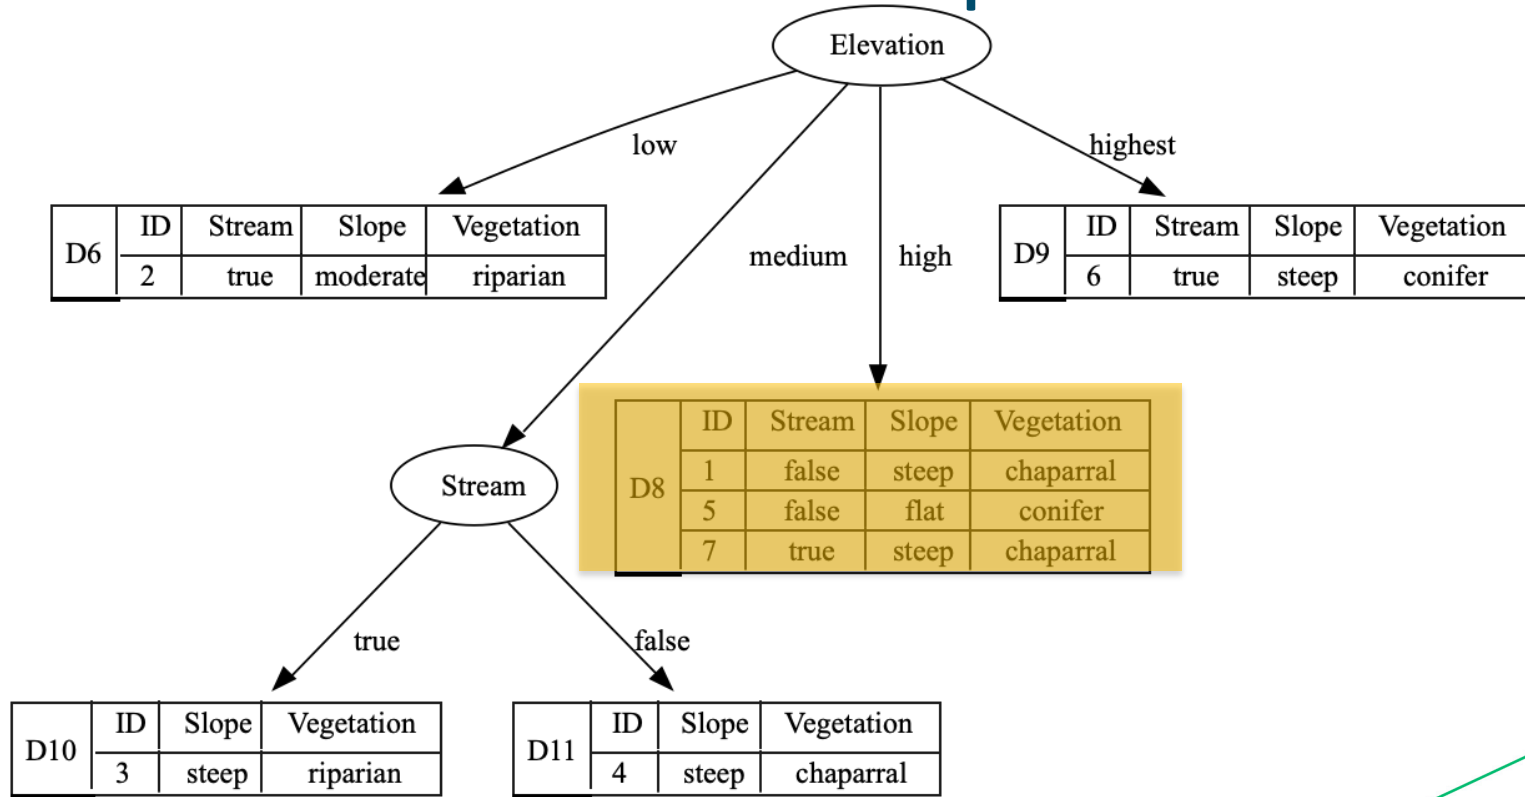 Elevation
low
highest
ID Stream Slope Vegetation
D6
2 true moderate riparian
medium
high
ID Stream Slope Vegetation
D9
6 true steep conifer
Stream
ID Stream Slope Vegetation
D8
1 false steep chaparral
5 false flat conifer
7 true steep chaparral
true
false
ID Slope Vegetation
D10
3 steep riparian
ID Slope Vegetation
D11
4 steep chaparral